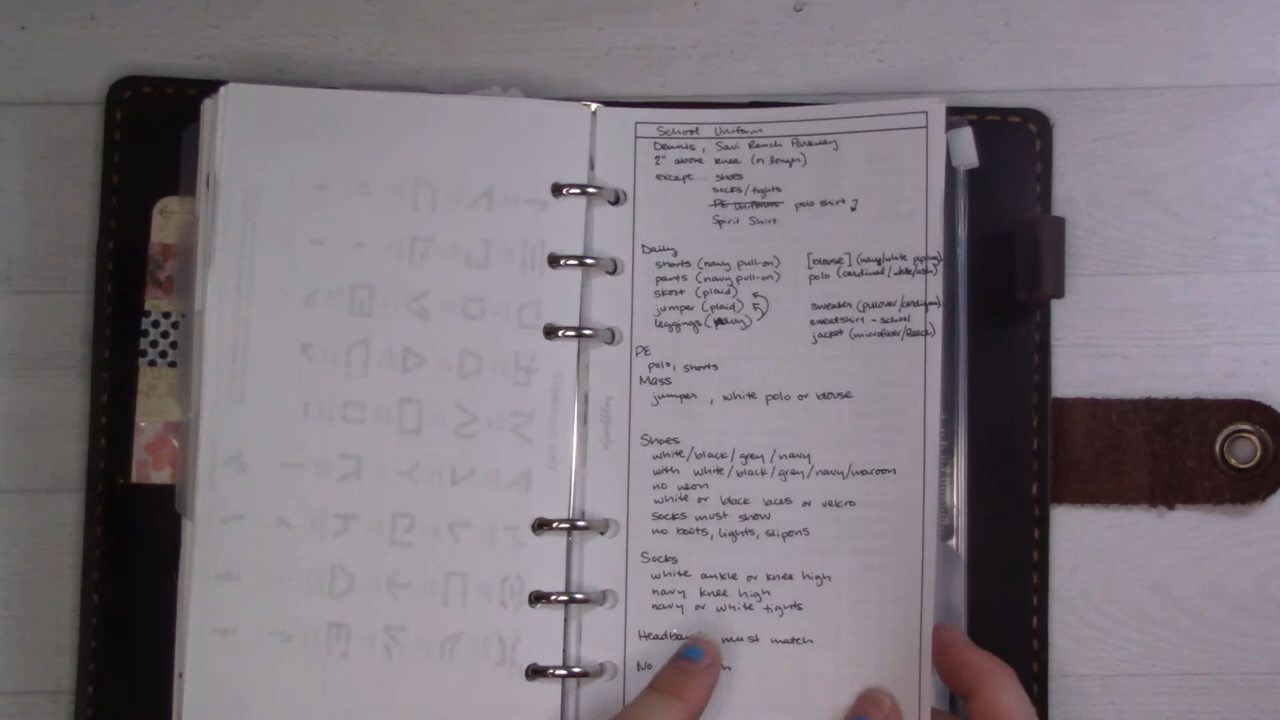 School Uniform
Dennis, Savi Ranch Parkway
2" above knee (or longer)
except... shoes
socks/tights
PE Uniform polo shirt
Spirit Shirt
Daily
shorts (navy pull-on) [blouse] (navy/white piping)
pants (navy pull-on) polo (cardinal/white/ash)
skort (plaid)
jumper (plaid) sweater (pullover/cardigan)
leggings (navy) sweatshirt - school
jacket (microfiber/fleece)
PE
polo, shorts
Mass
jumper, white polo or blouse
Shoes
white/black/grey/navy
with white/black/grey/navy/maroon
no neon
white or black laces or velcro
socks must show
no boots, lights, slipons
Socks
white ankle or knee high
navy knee high
navy or white tights
must match
No